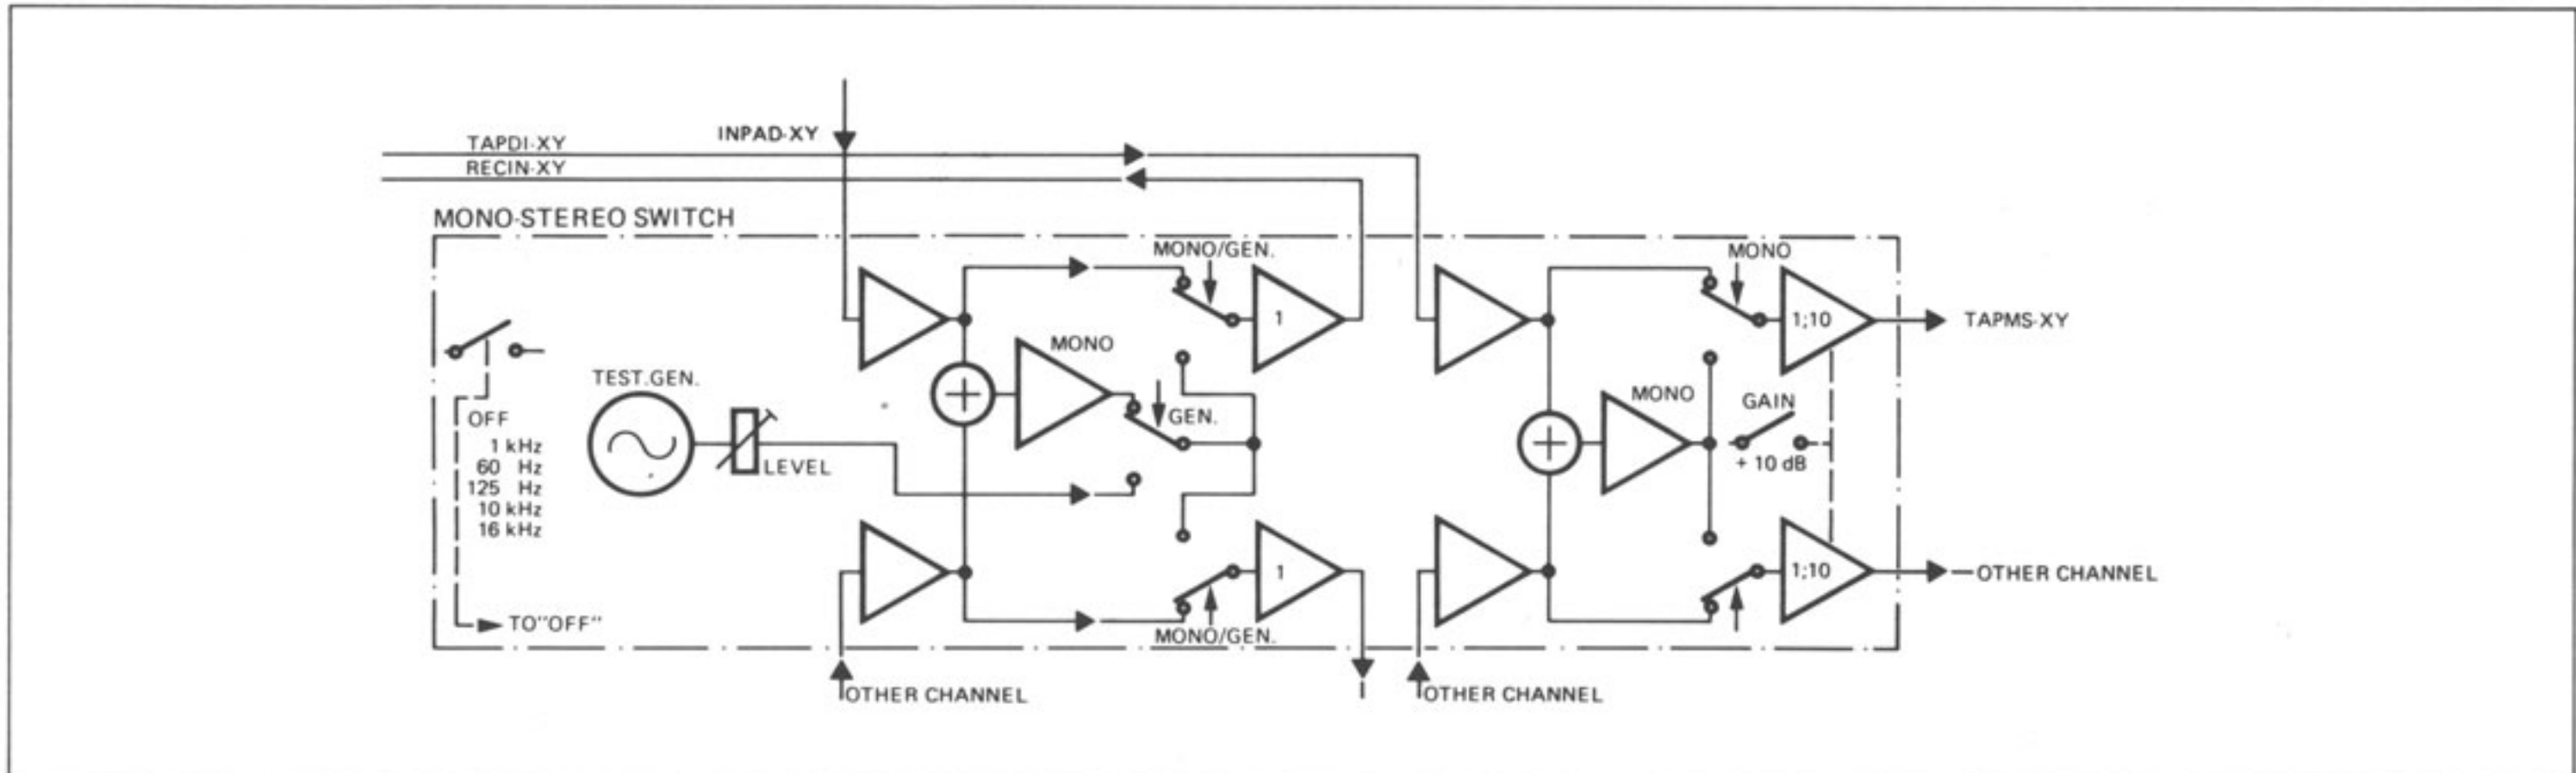 INPAD-XY
TAPDI-XY
RECIN-XY
MONO-STEREO SWITCH
MONO/GEN.
MONO
1
1;10
TAPMS-XY
MONO
TEST.GEN.
MONO
GAIN
OFF
GEN.
1 kHz
60 Hz
LEVEL
+ 10 dB
125 Hz
10 kHz
16 kHz
1
1;10
OTHER CHANNEL
TO"OFF"
MONO/GEN.
OTHER CHANNEL
OTHER CHANNEL